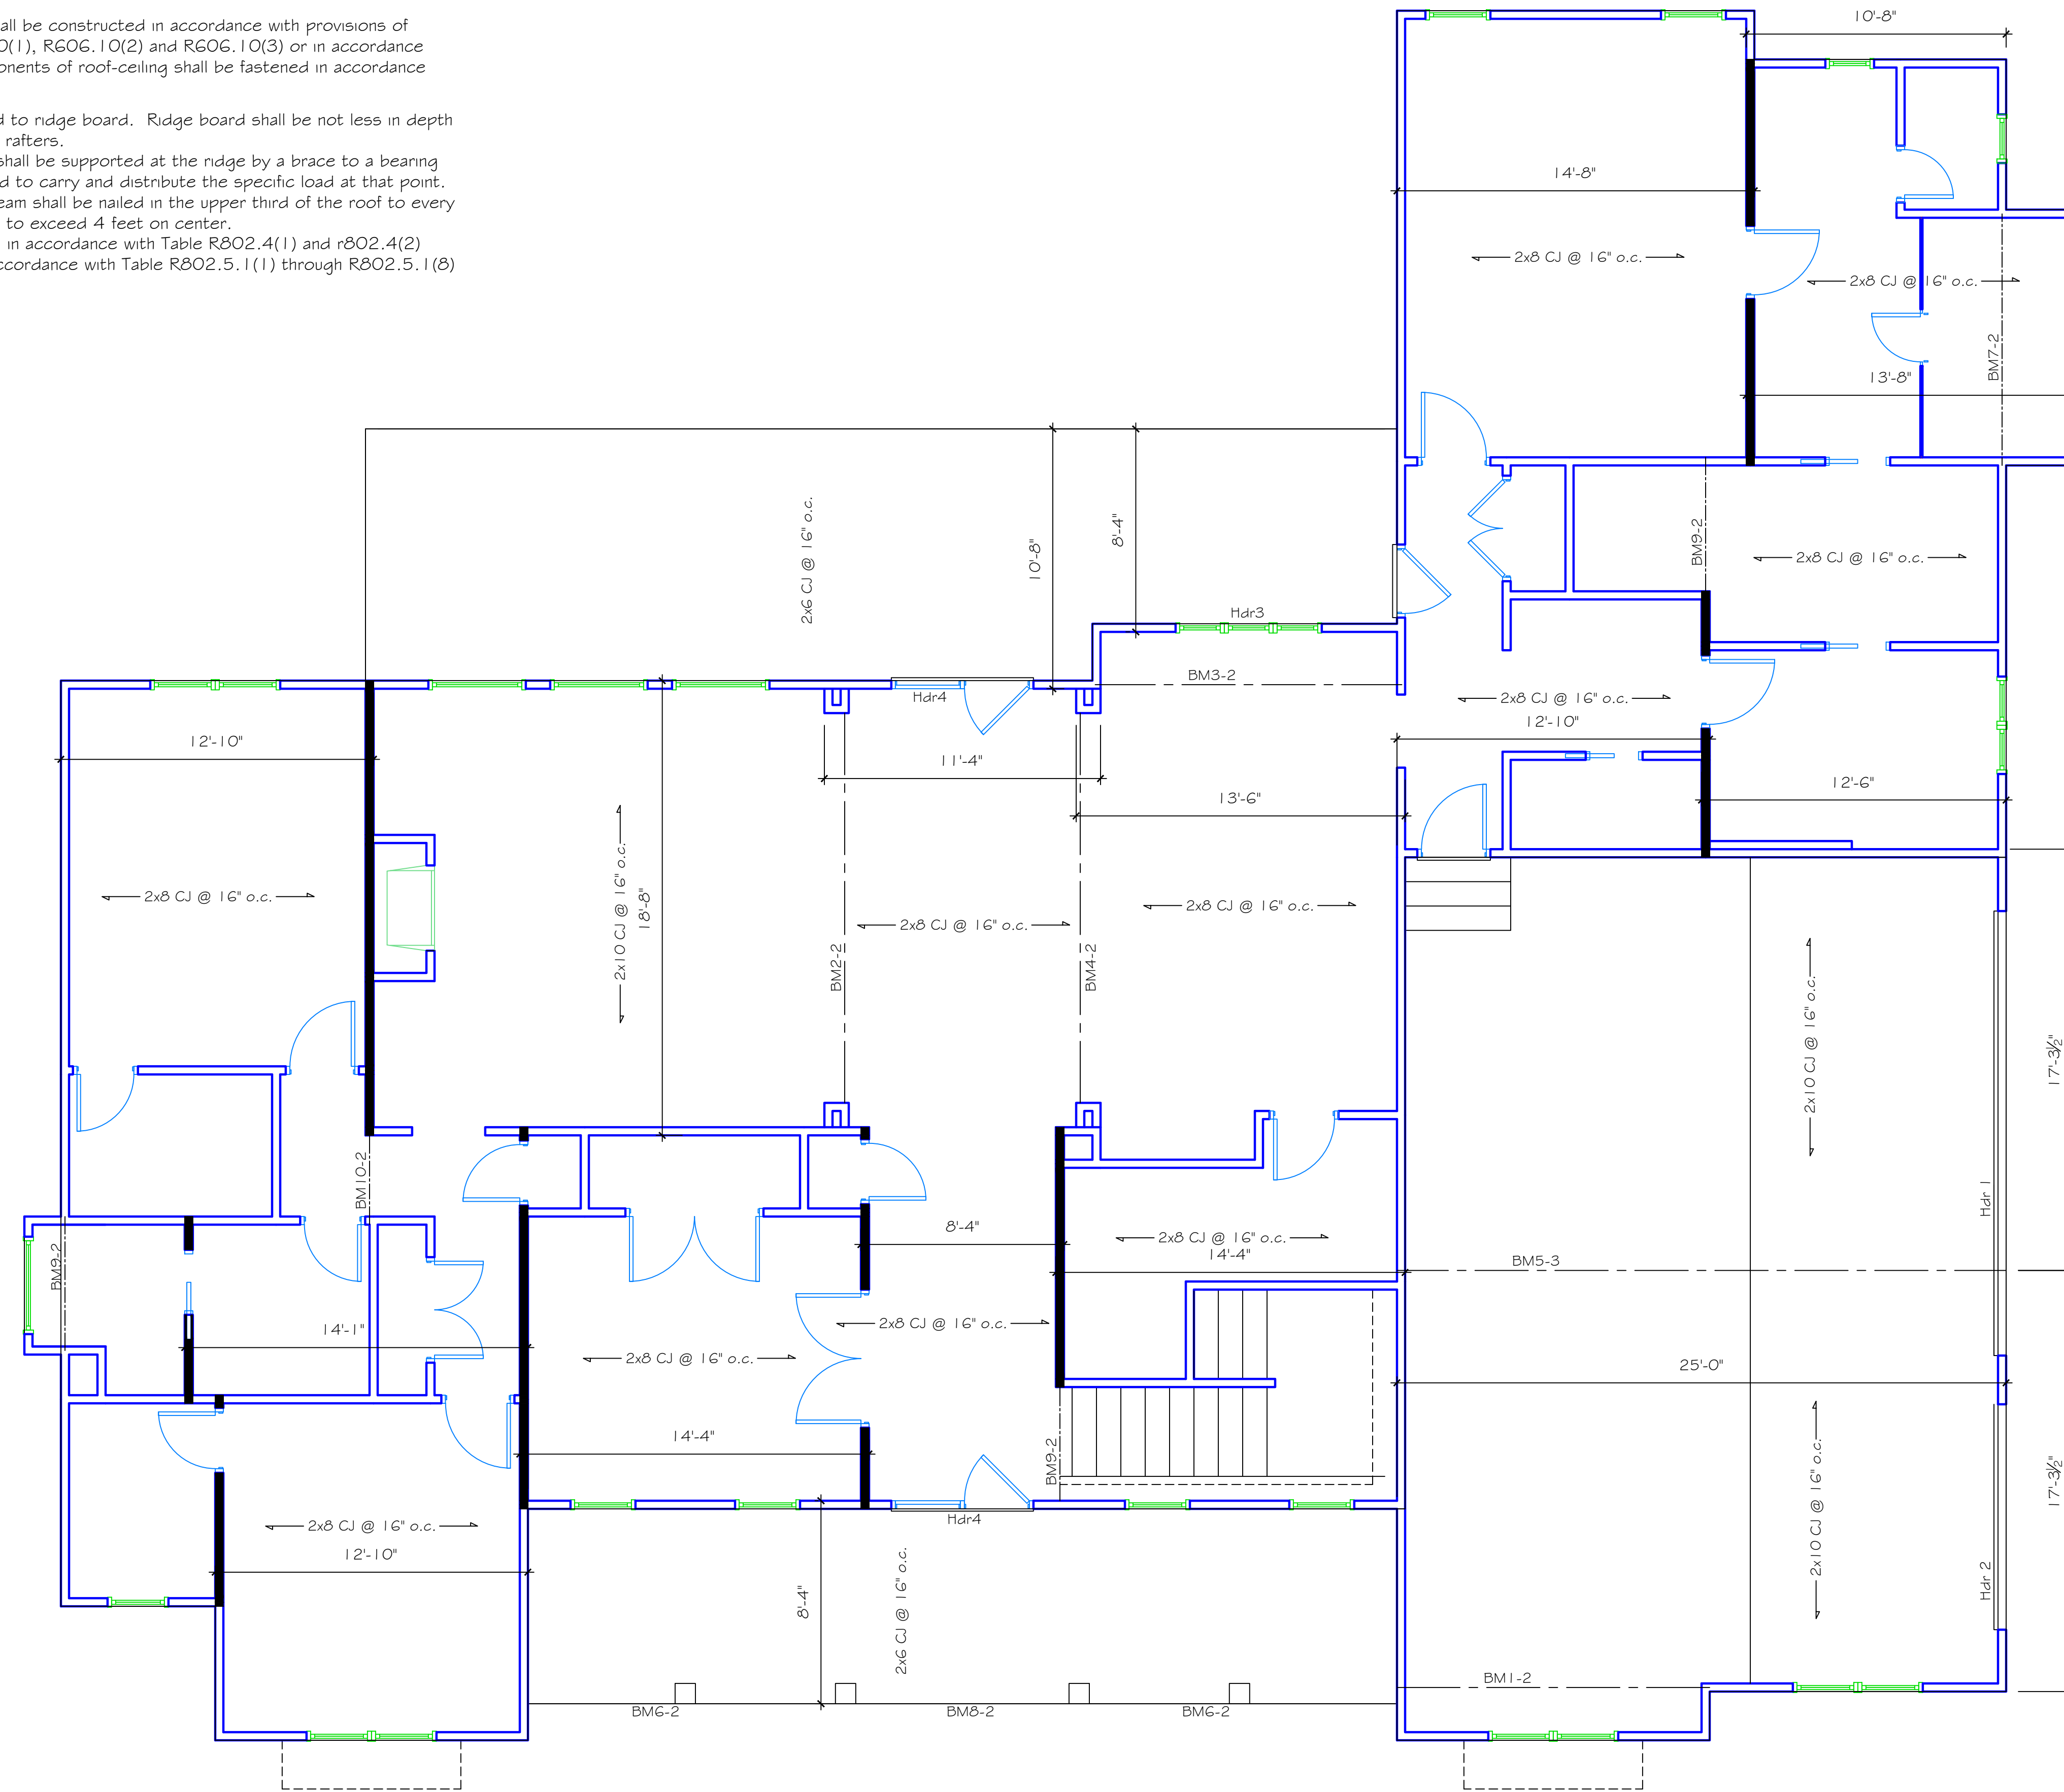 all be constructed in accordance with provisions of
0(1), R606.10(2) and R606.10(3) or in accordance
onents of roof-ceiling shall be fastened in accordance
d to ridge board. Ridge board shall be not less in depth
rafters.
shall be supported at the ridge by a brace to a bearing
d to carry and distribute the specific load at that point.
eam shall be nailed in the upper third of the roof to every
to exceed 4 feet on center.
in accordance with Table R802.4(1) and r802.4(2)
ccordance with Table R802.5.1(1) through R802.5.1(8)
10'-8"
14'-8"
2x8 CJ @ 16" o.c.
2x8 CJ @ 16" o.c.
BM7-2
13'-8"
2x6 CJ @ 16" o.c.
10'-8"
8'-4"
BM9-2
2x8 CJ @ 16" o.c.
Hdr3
BM3-2
Hdr4
2x8 CJ @ 16" o.c.
12'-10"
12'-10"
11'-4"
13'-6"
12'-6"
2x8 CJ @ 16" o.c.
2x10 CJ @ 16" o.c.
18'-8"
BM2-2
2x8 CJ @ 16" o.c.
BM4-2
2x8 CJ @ 16" o.c.
2x10 CJ @ 16" o.c.
17'-3½"
BM10-2
Hdr 1
8'-4"
2x8 CJ @ 16" o.c.
14'-4"
BM5-3
BM9-2
14'-1"
2x8 CJ @ 16" o.c.
2x8 CJ @ 16" o.c.
25'-0"
14'-4"
BM9-2
2x10 CJ @ 16" o.c.
17'-3½"
Hdr4
2x8 CJ @ 16" o.c.
12'-10"
8'-4"
2x6 CJ @ 16" o.c.
Hdr 2
BM1-2
BM6-2
BM8-2
BM6-2